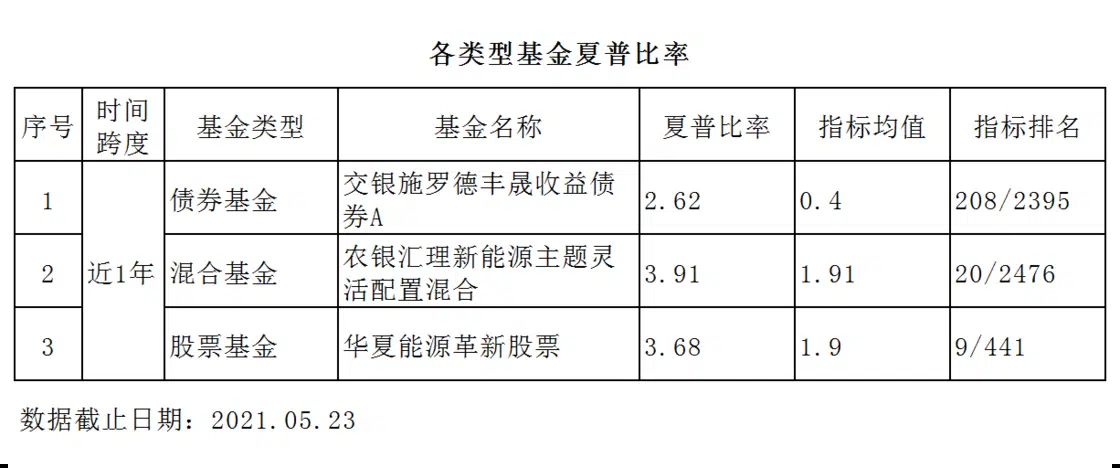 各类型基金夏普比率
序号 时间跨度 基金类型 基金名称 夏普比率 指标均值 指标排名
1 近1年 债券基金 交银施罗德丰晟收益债券A 2.62 0.4 208/2395
2 混合基金 农银汇理新能源主题灵活配置混合 3.91 1.91 20/2476
3 股票基金 华夏能源革新股票 3.68 1.9 9/441
数据截止日期：2021.05.23